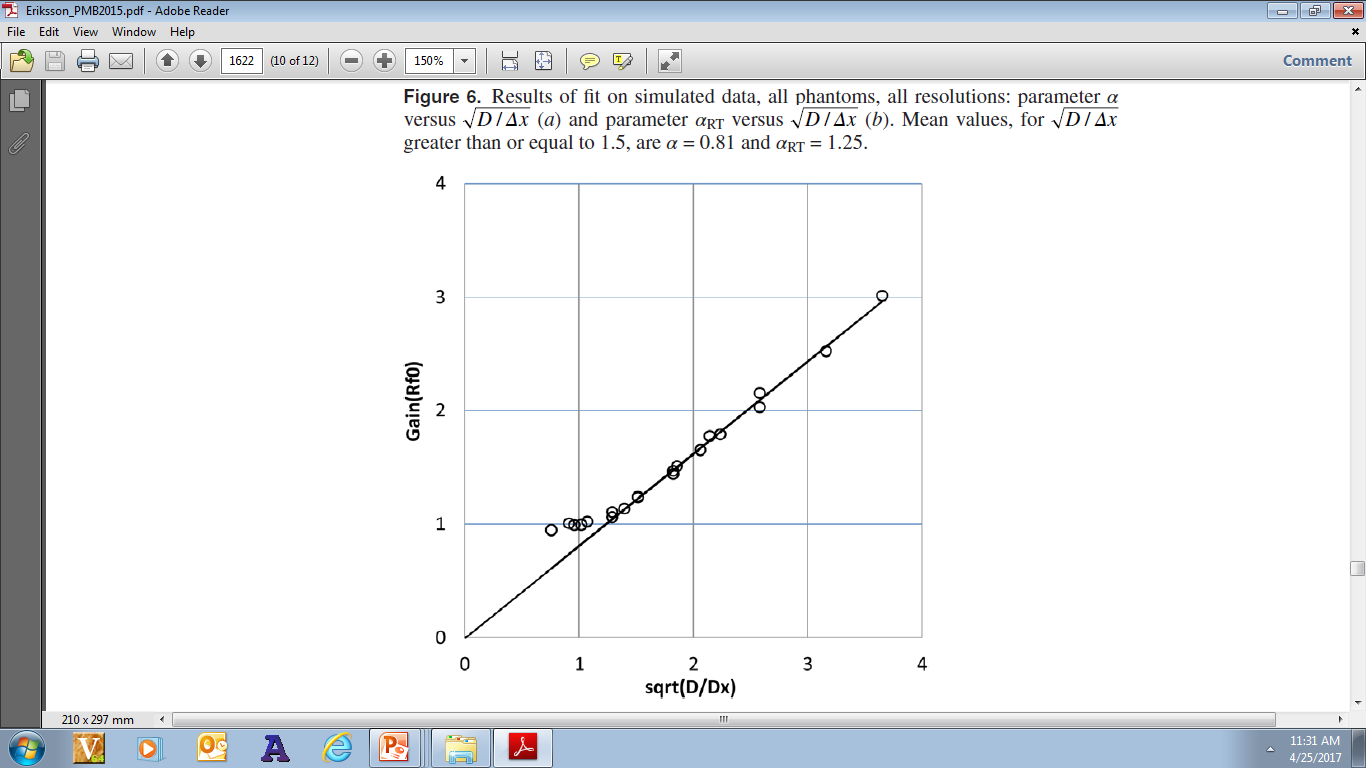 Eriksson_PMB2015.pdf - Adobe Reader
File Edit View Window Help
1622 (10 of 12) 150% Comment
Figure 6. Results of fit on simulated data, all phantoms, all resolutions: parameter α
versus √D / Δx (a) and parameter αRT versus √D / Δx (b). Mean values, for √D / Δx
greater than or equal to 1.5, are α = 0.81 and αRT = 1.25.
4
3
2
1
0
Gain(Rf0)
0 1 2 3 4
sqrt(D/Dx)
210 x 297 mm
11:31 AM
4/25/2017